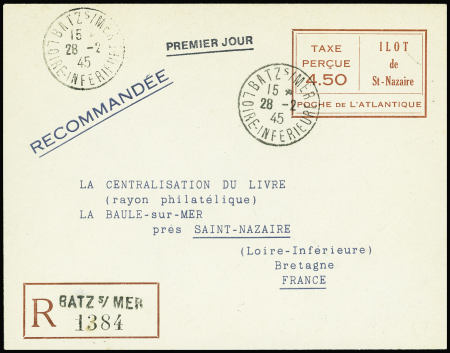 BATZ S/ MER
15 *
28 -2
45
LOIRE-INFERIEURE
PREMIER JOUR
RECOMMANDÉE
TAXE
PERÇUE
4.50
ILOT
de
St-Nazaire
POCHE DE L'ATLANTIQUE
BATZ S/ MER
15 *
28 -2
45
LOIRE-INFERIEURE
LA CENTRALISATION DU LIVRE
(rayon philatélique)
LA BAULE-sur-MER
près SAINT-NAZAIRE
(Loire-Inférieure)
Bretagne
FRANCE
R BATZ S/ MER
1384